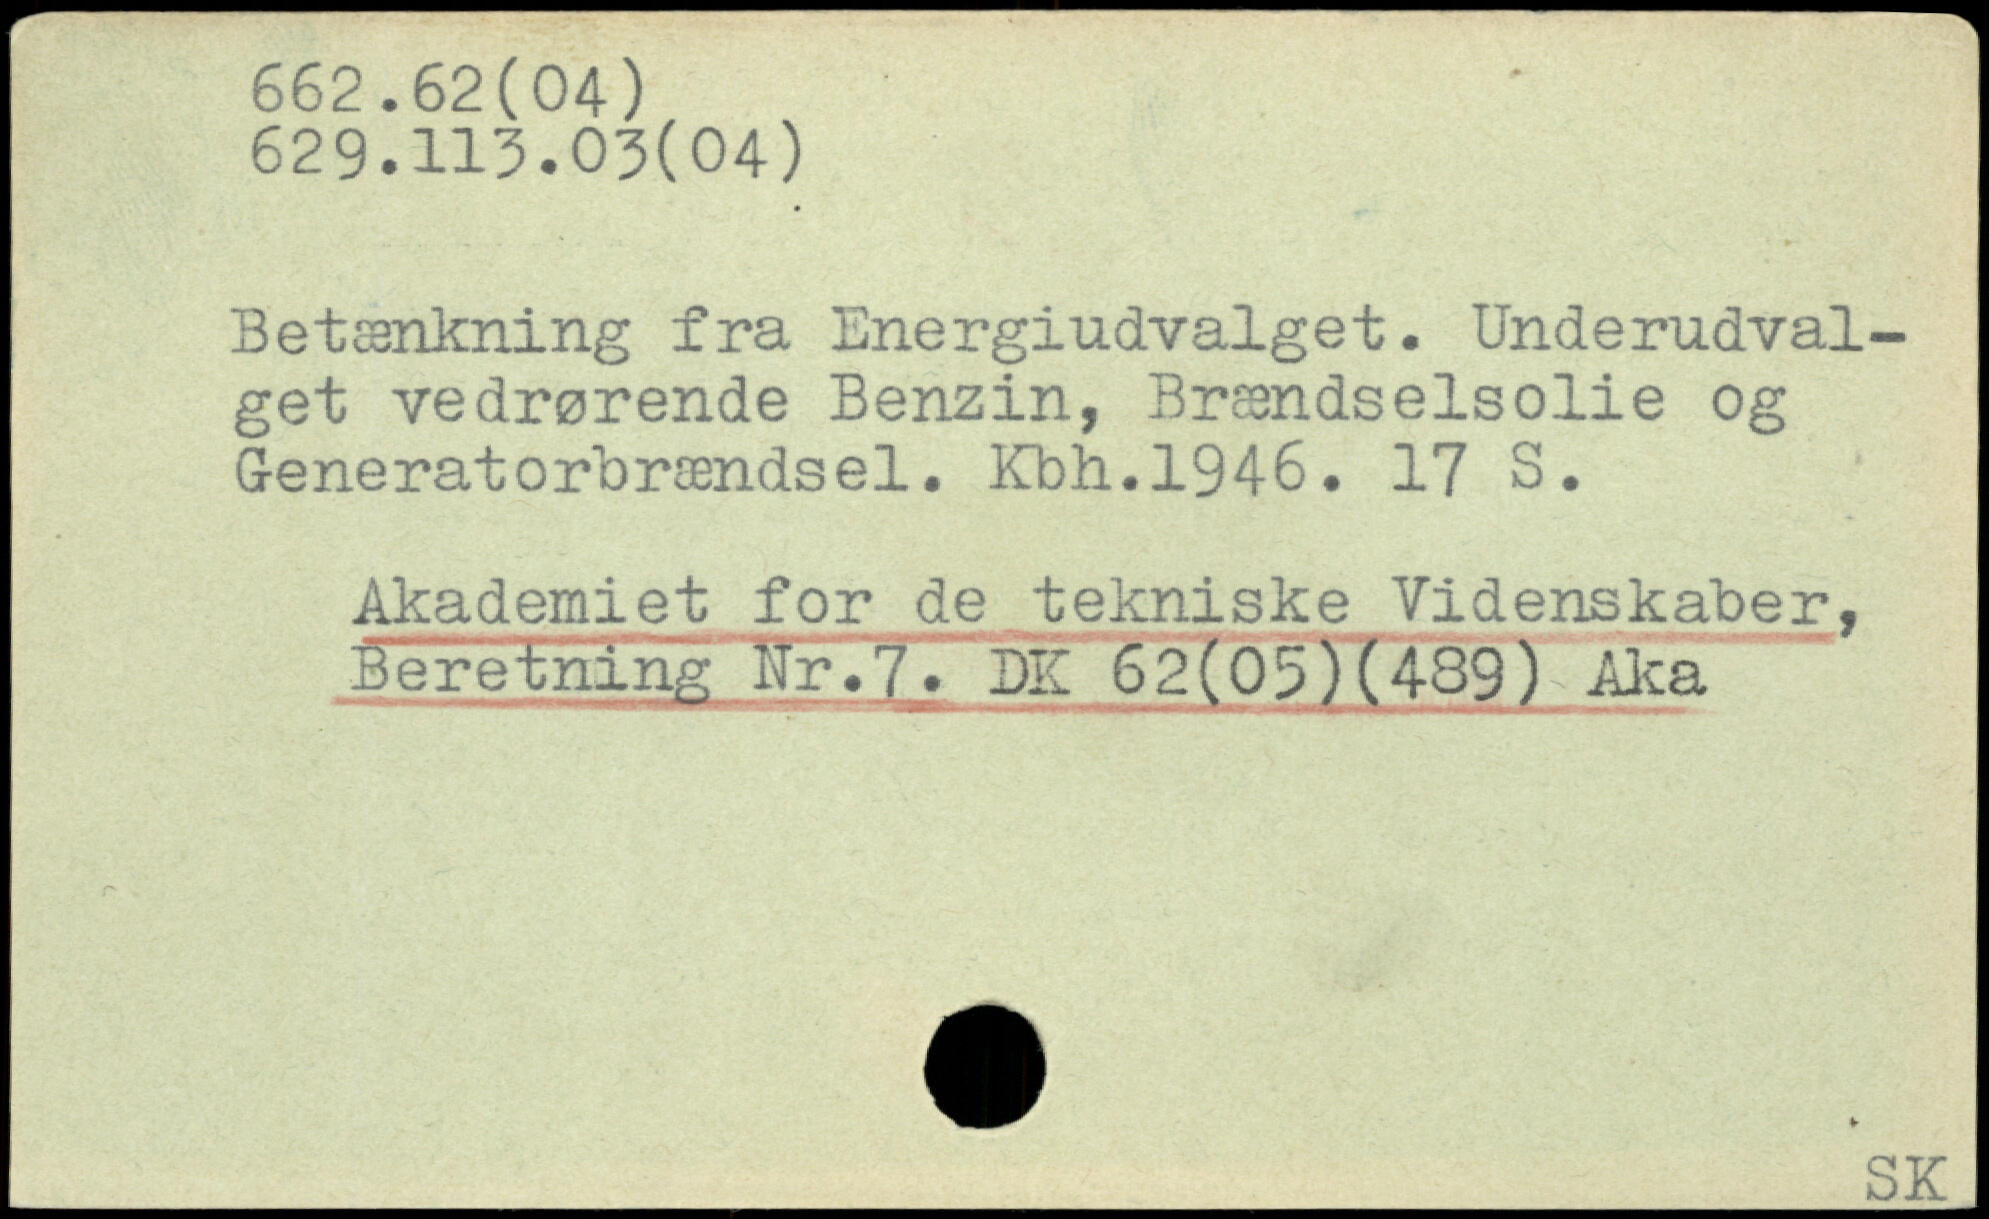 662.62(04)
629.113.03(04)
Betænkning fra Energiudvalget. Underudval-
get vedrørende Benzin, Brændselsolie og
Generatorbrændsel. Kbh.1946. 17 S.
Akademiet for de tekniske Videnskaber,
Beretning Nr.7. DK 62(05)(489) Aka
SK